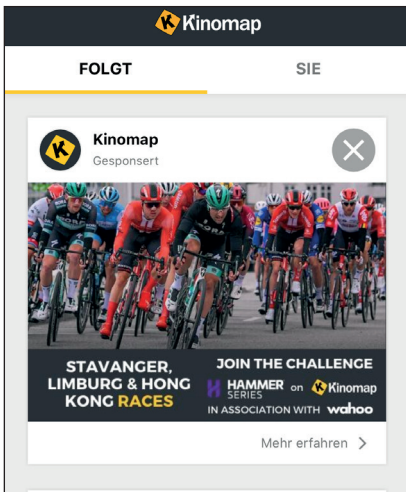 Kinomap
FOLGT SIE
Kinomap
Gesponsert
STAVANGER,
LIMBURG & HONG
KONG RACES
JOIN THE CHALLENGE
HAMMER SERIES on Kinomap
IN ASSOCIATION WITH wahoo
Mehr erfahren >